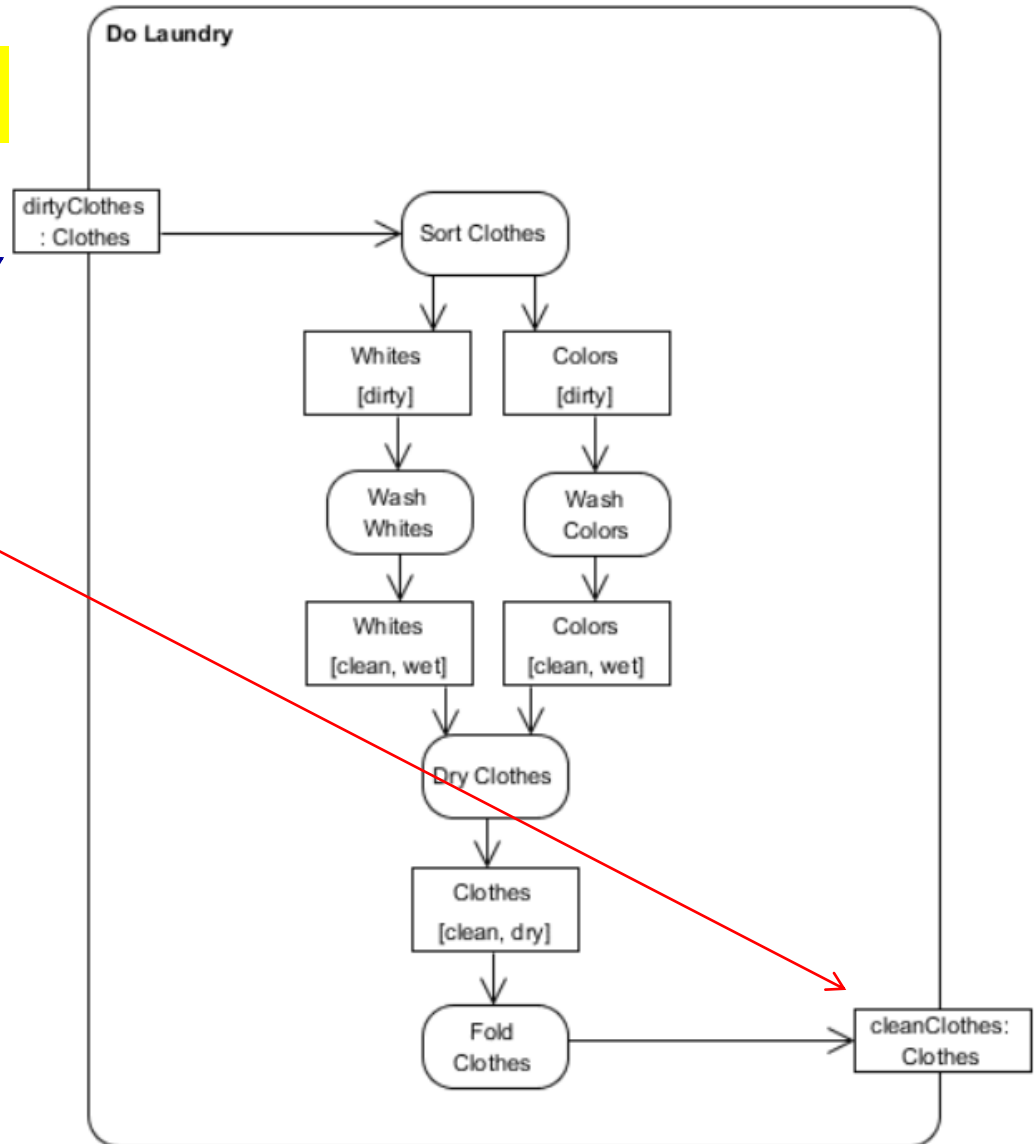 Do Laundry
dirtyClothes
: Clothes
Sort Clothes
Whites
[dirty]
Colors
[dirty]
Wash
Whites
Wash
Colors
Whites
[clean, wet]
Colors
[clean, wet]
Dry Clothes
Clothes
[clean, dry]
Fold
Clothes
cleanClothes:
Clothes